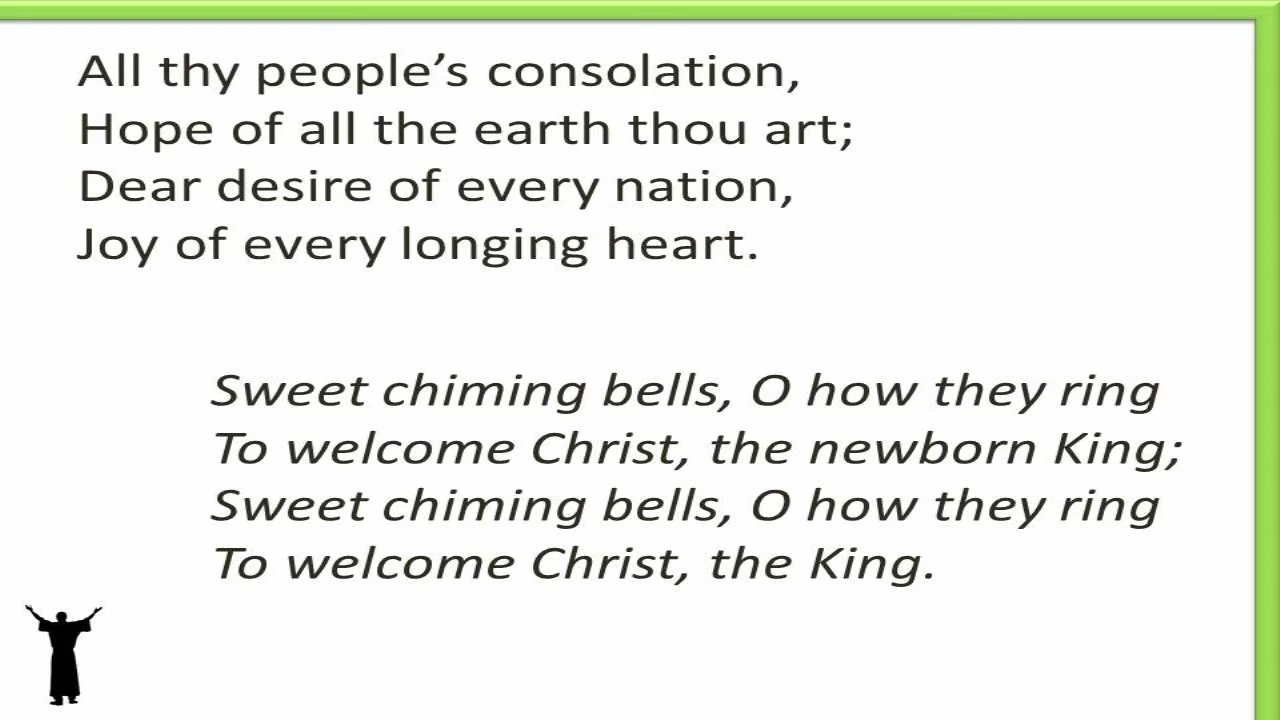 All thy people’s consolation,
Hope of all the earth thou art;
Dear desire of every nation,
Joy of every longing heart.
Sweet chiming bells, O how they ring
To welcome Christ, the newborn King;
Sweet chiming bells, O how they ring
To welcome Christ, the King.